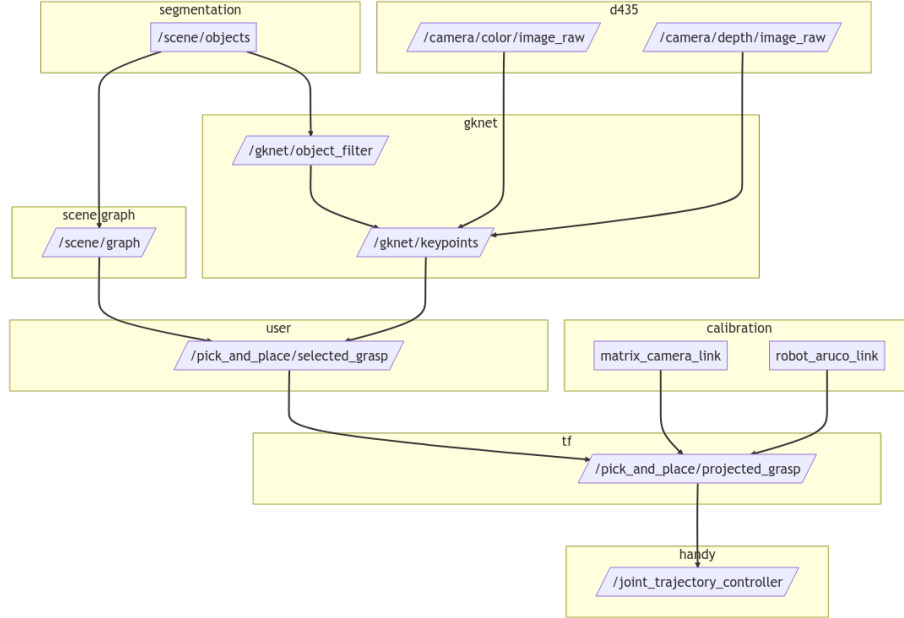 segmentation
d435
/scene/objects
/camera/color/image_raw
/camera/depth/image_raw
gknet
/gknet/object_filter
scene graph
/scene/graph
/gknet/keypoints
user
calibration
/pick_and_place/selected_grasp
matrix_camera_link
robot_aruco_link
tf
/pick_and_place/projected_grasp
handy
/joint_trajectory_controller